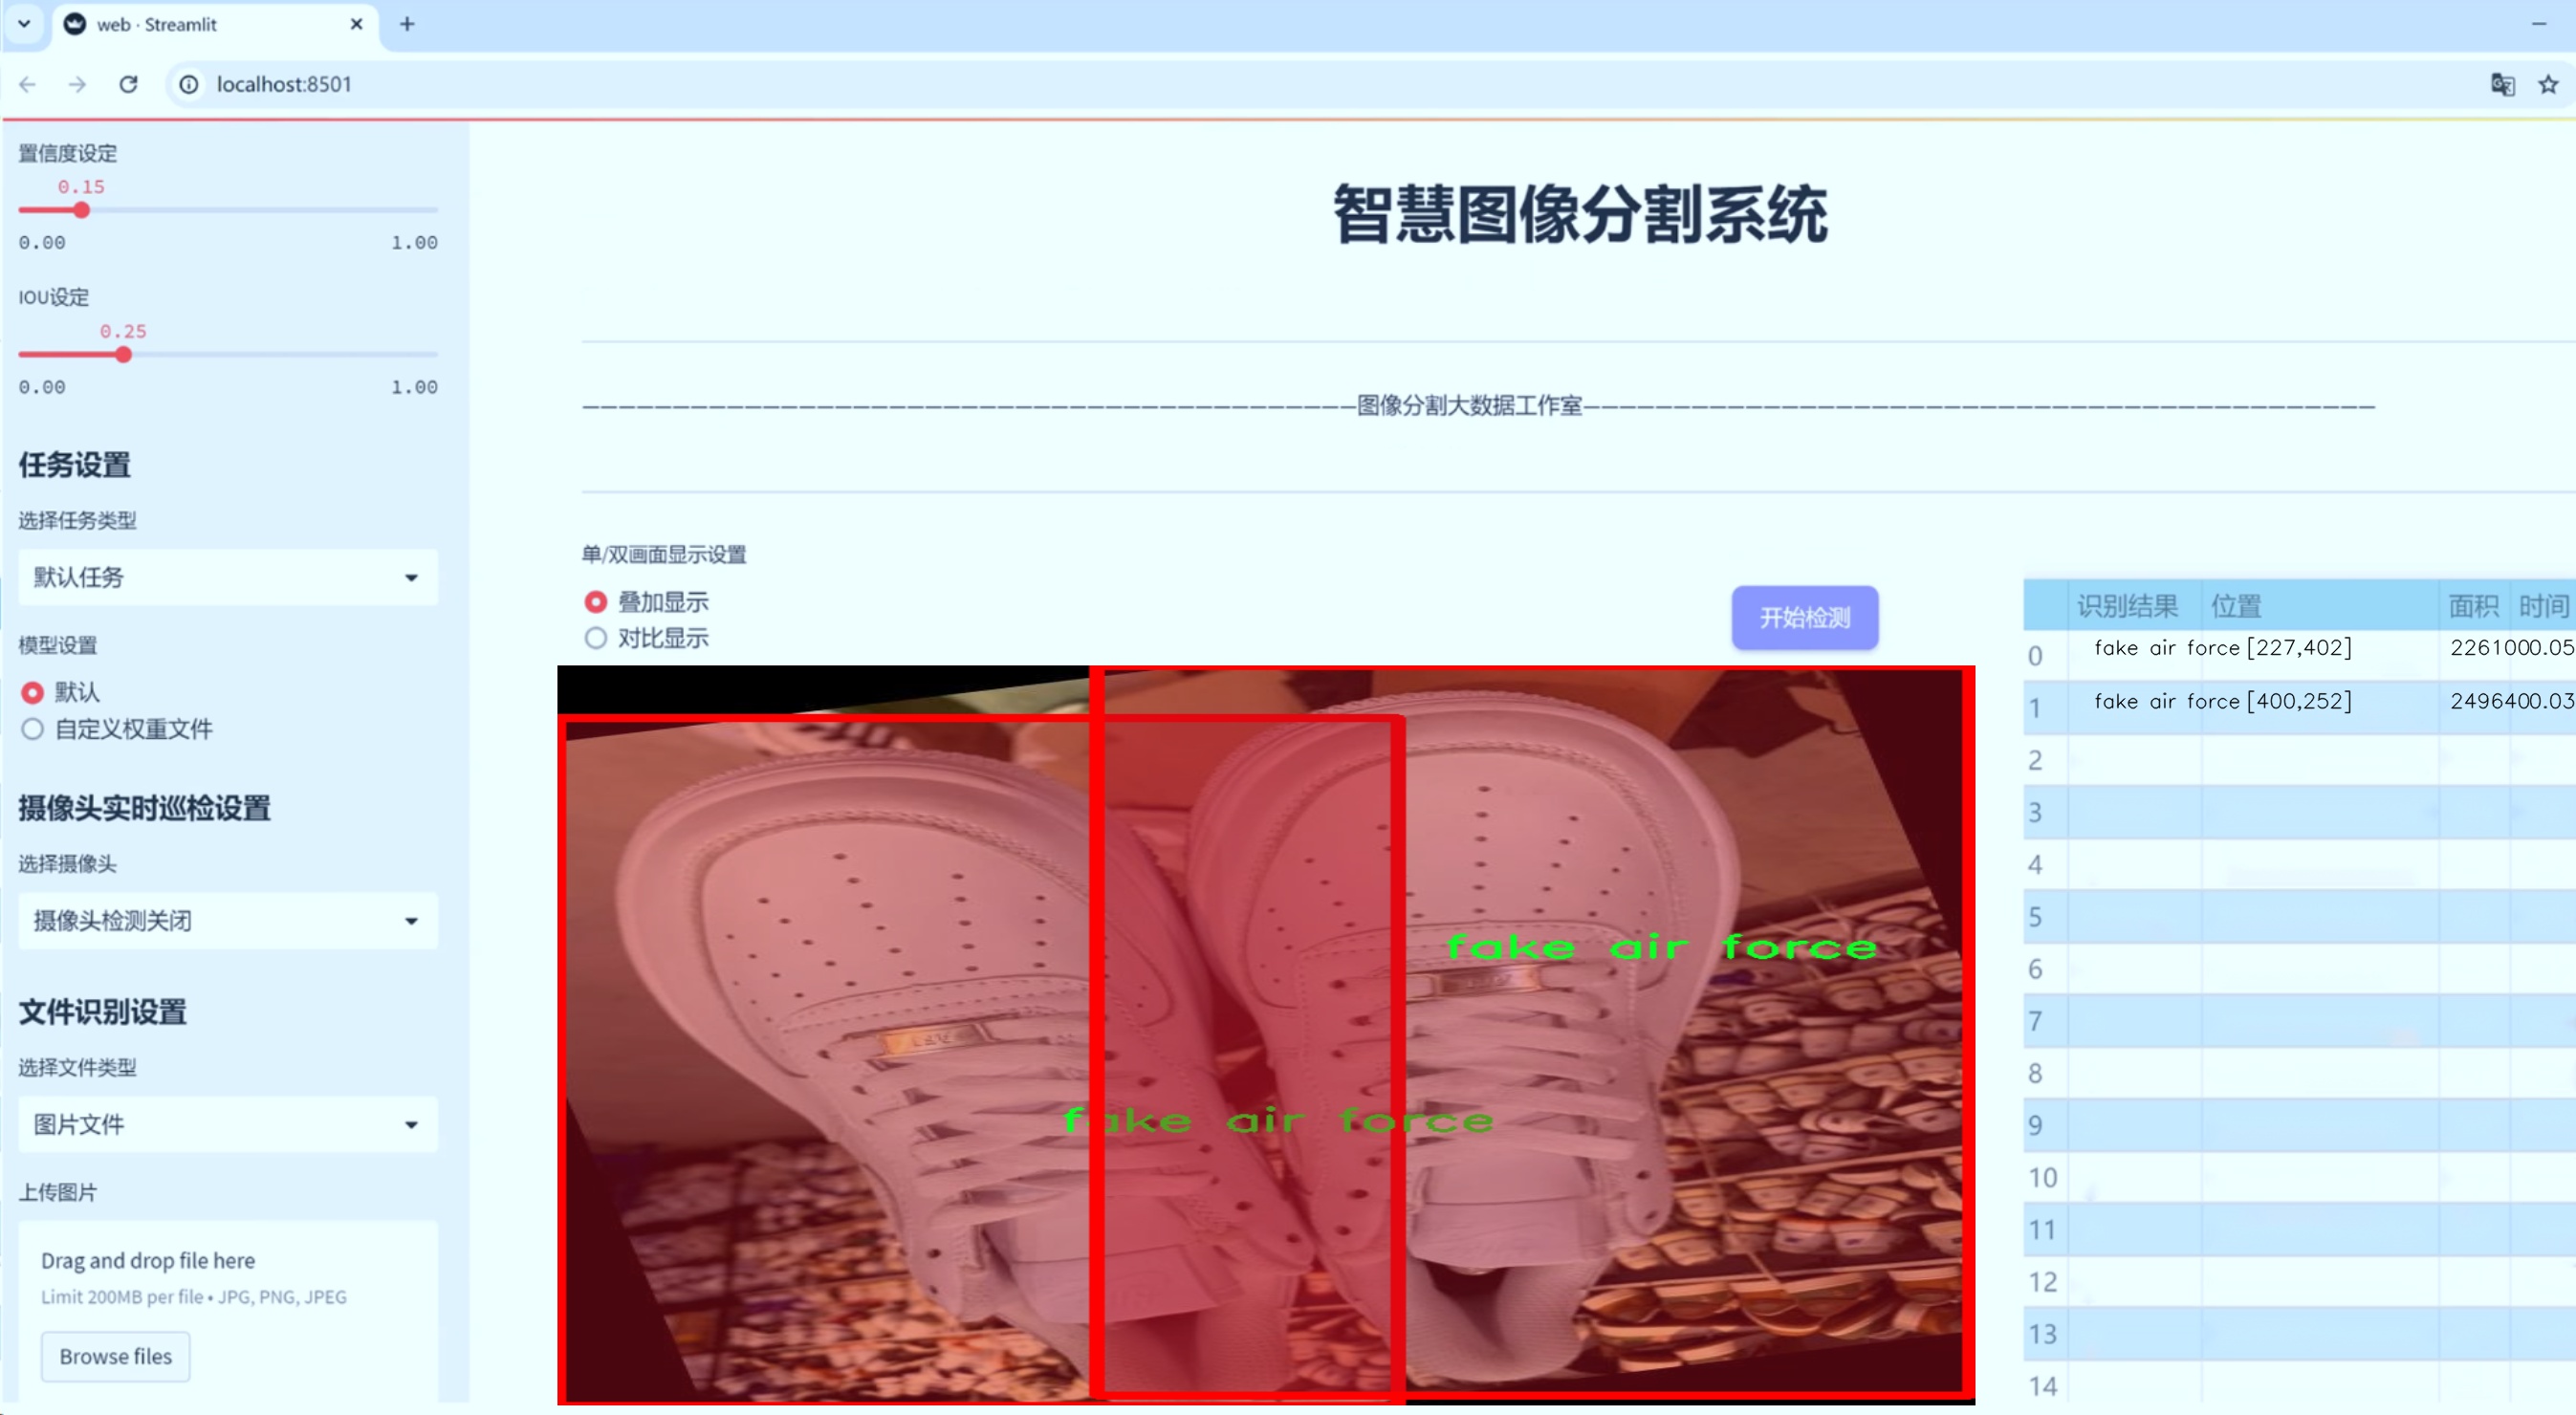 web · Streamlit
localhost:8501
置信度设定
0.15
0.00 1.00
IOU设定
0.25
0.00 1.00
任务设置
选择任务类型
默认任务
模型设置
默认
自定义权重文件
摄像头实时巡检设置
选择摄像头
摄像头检测关闭
文件识别设置
选择文件类型
图片文件
上传图片
Drag and drop file here
Limit 200MB per file • JPG, PNG, JPEG
Browse files
智慧图像分割系统
图像分割大数据工作室
单/双画面显示设置
叠加显示
对比显示
开始检测
fake air force
fake air force
识别结果 位置 面积 时间
0 fake air force [227,402] 2261000.05
1 fake air force [400,252] 2496400.03
2
3
4
5
6
7
8
9
10
11
12
13
14